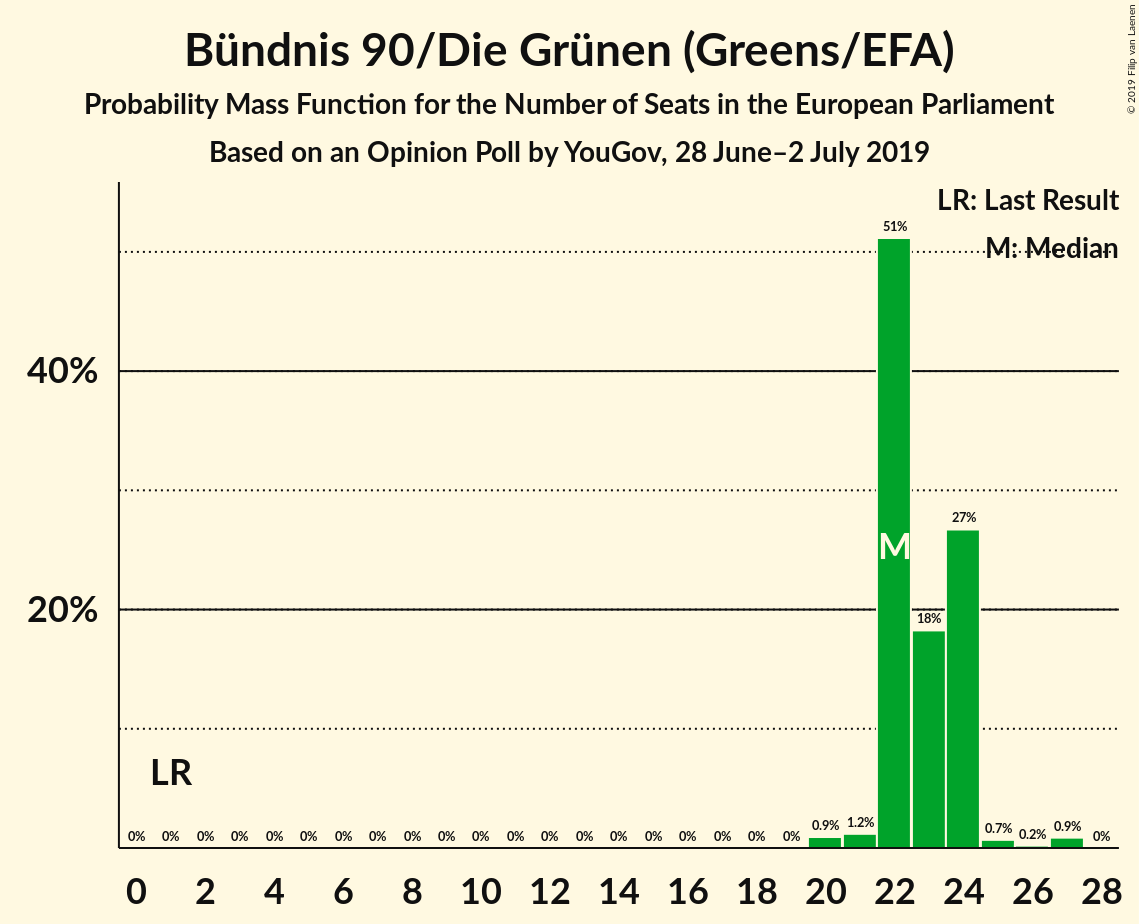 Bündnis 90/Die Grünen (Greens/EFA)
Probability Mass Function for the Number of Seats in the European Parliament
Based on an Opinion Poll by YouGov, 28 June–2 July 2019
© 2019 Filip van Laenen
LR: Last Result
M: Median
40%
20%
51%
M
18%
27%
LR
0% 0% 0% 0% 0% 0% 0% 0% 0% 0% 0% 0% 0% 0% 0% 0% 0% 0% 0% 0% 0.9% 1.2% 0.7% 0.2% 0.9% 0%
0 2 4 6 8 10 12 14 16 18 20 22 24 26 28